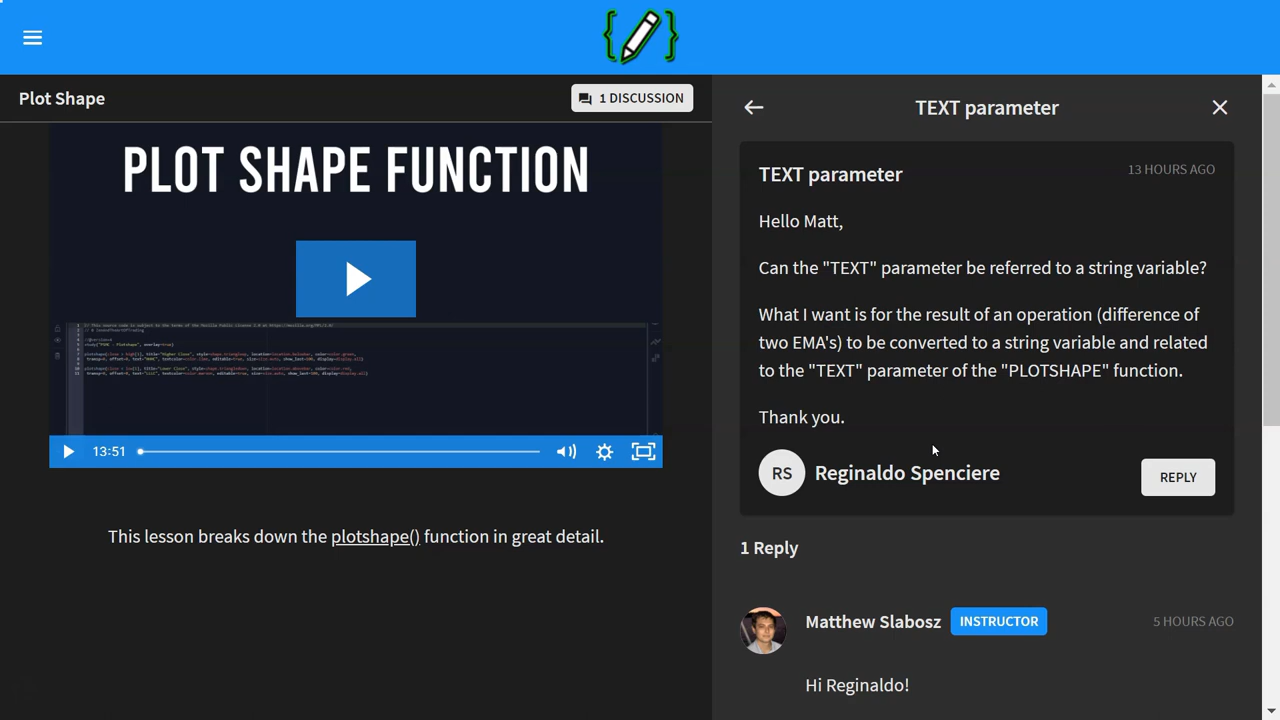 Plot Shape
1 DISCUSSION
PLOT SHAPE FUNCTION
13:51
This lesson breaks down the plotshape() function in great detail.
TEXT parameter
TEXT parameter
13 HOURS AGO
Hello Matt,
Can the "TEXT" parameter be referred to a string variable?
What I want is for the result of an operation (difference of
two EMA's) to be converted to a string variable and related
to the "TEXT" parameter of the "PLOTSHAPE" function.
Thank you.
RS
Reginaldo Spenciere
REPLY
1 Reply
Matthew Slabosz
INSTRUCTOR
5 HOURS AGO
Hi Reginaldo!